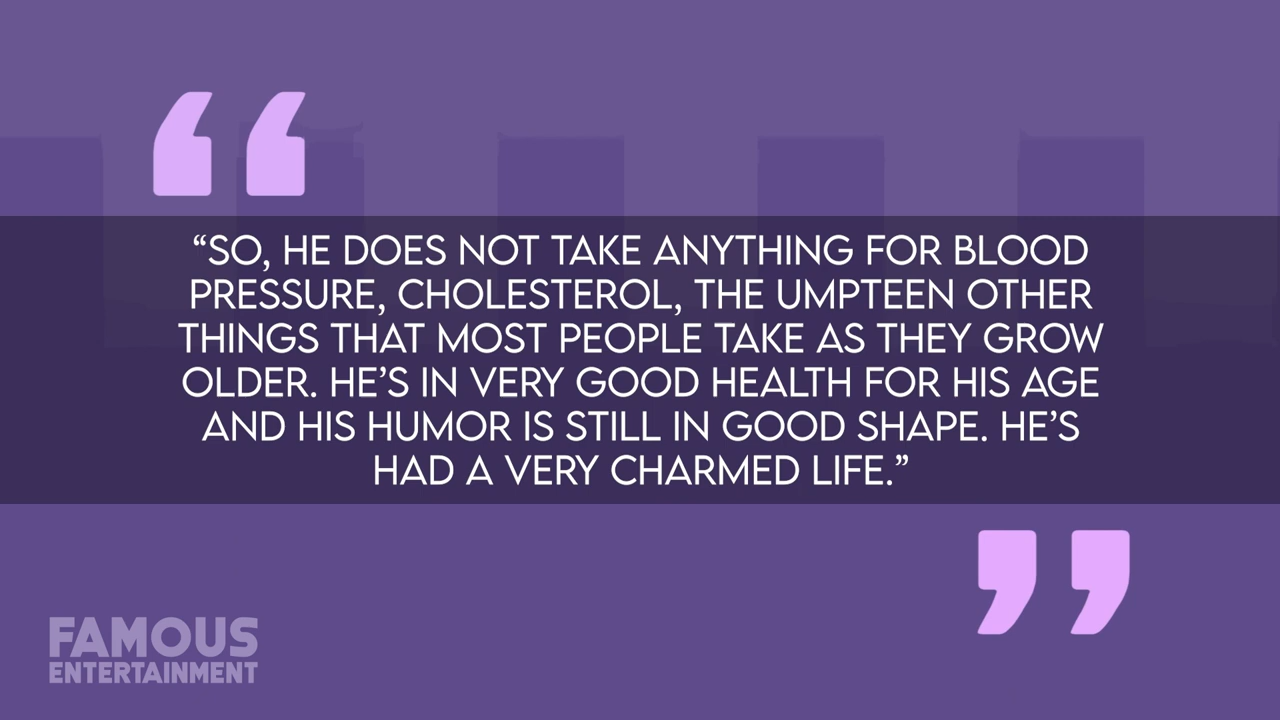 “SO, HE DOES NOT TAKE ANYTHING FOR BLOOD
PRESSURE, CHOLESTEROL, THE UMPTEEN OTHER
THINGS THAT MOST PEOPLE TAKE AS THEY GROW
OLDER. HE’S IN VERY GOOD HEALTH FOR HIS AGE
AND HIS HUMOR IS STILL IN GOOD SHAPE. HE’S
HAD A VERY CHARMED LIFE.”
FAMOUS
ENTERTAINMENT